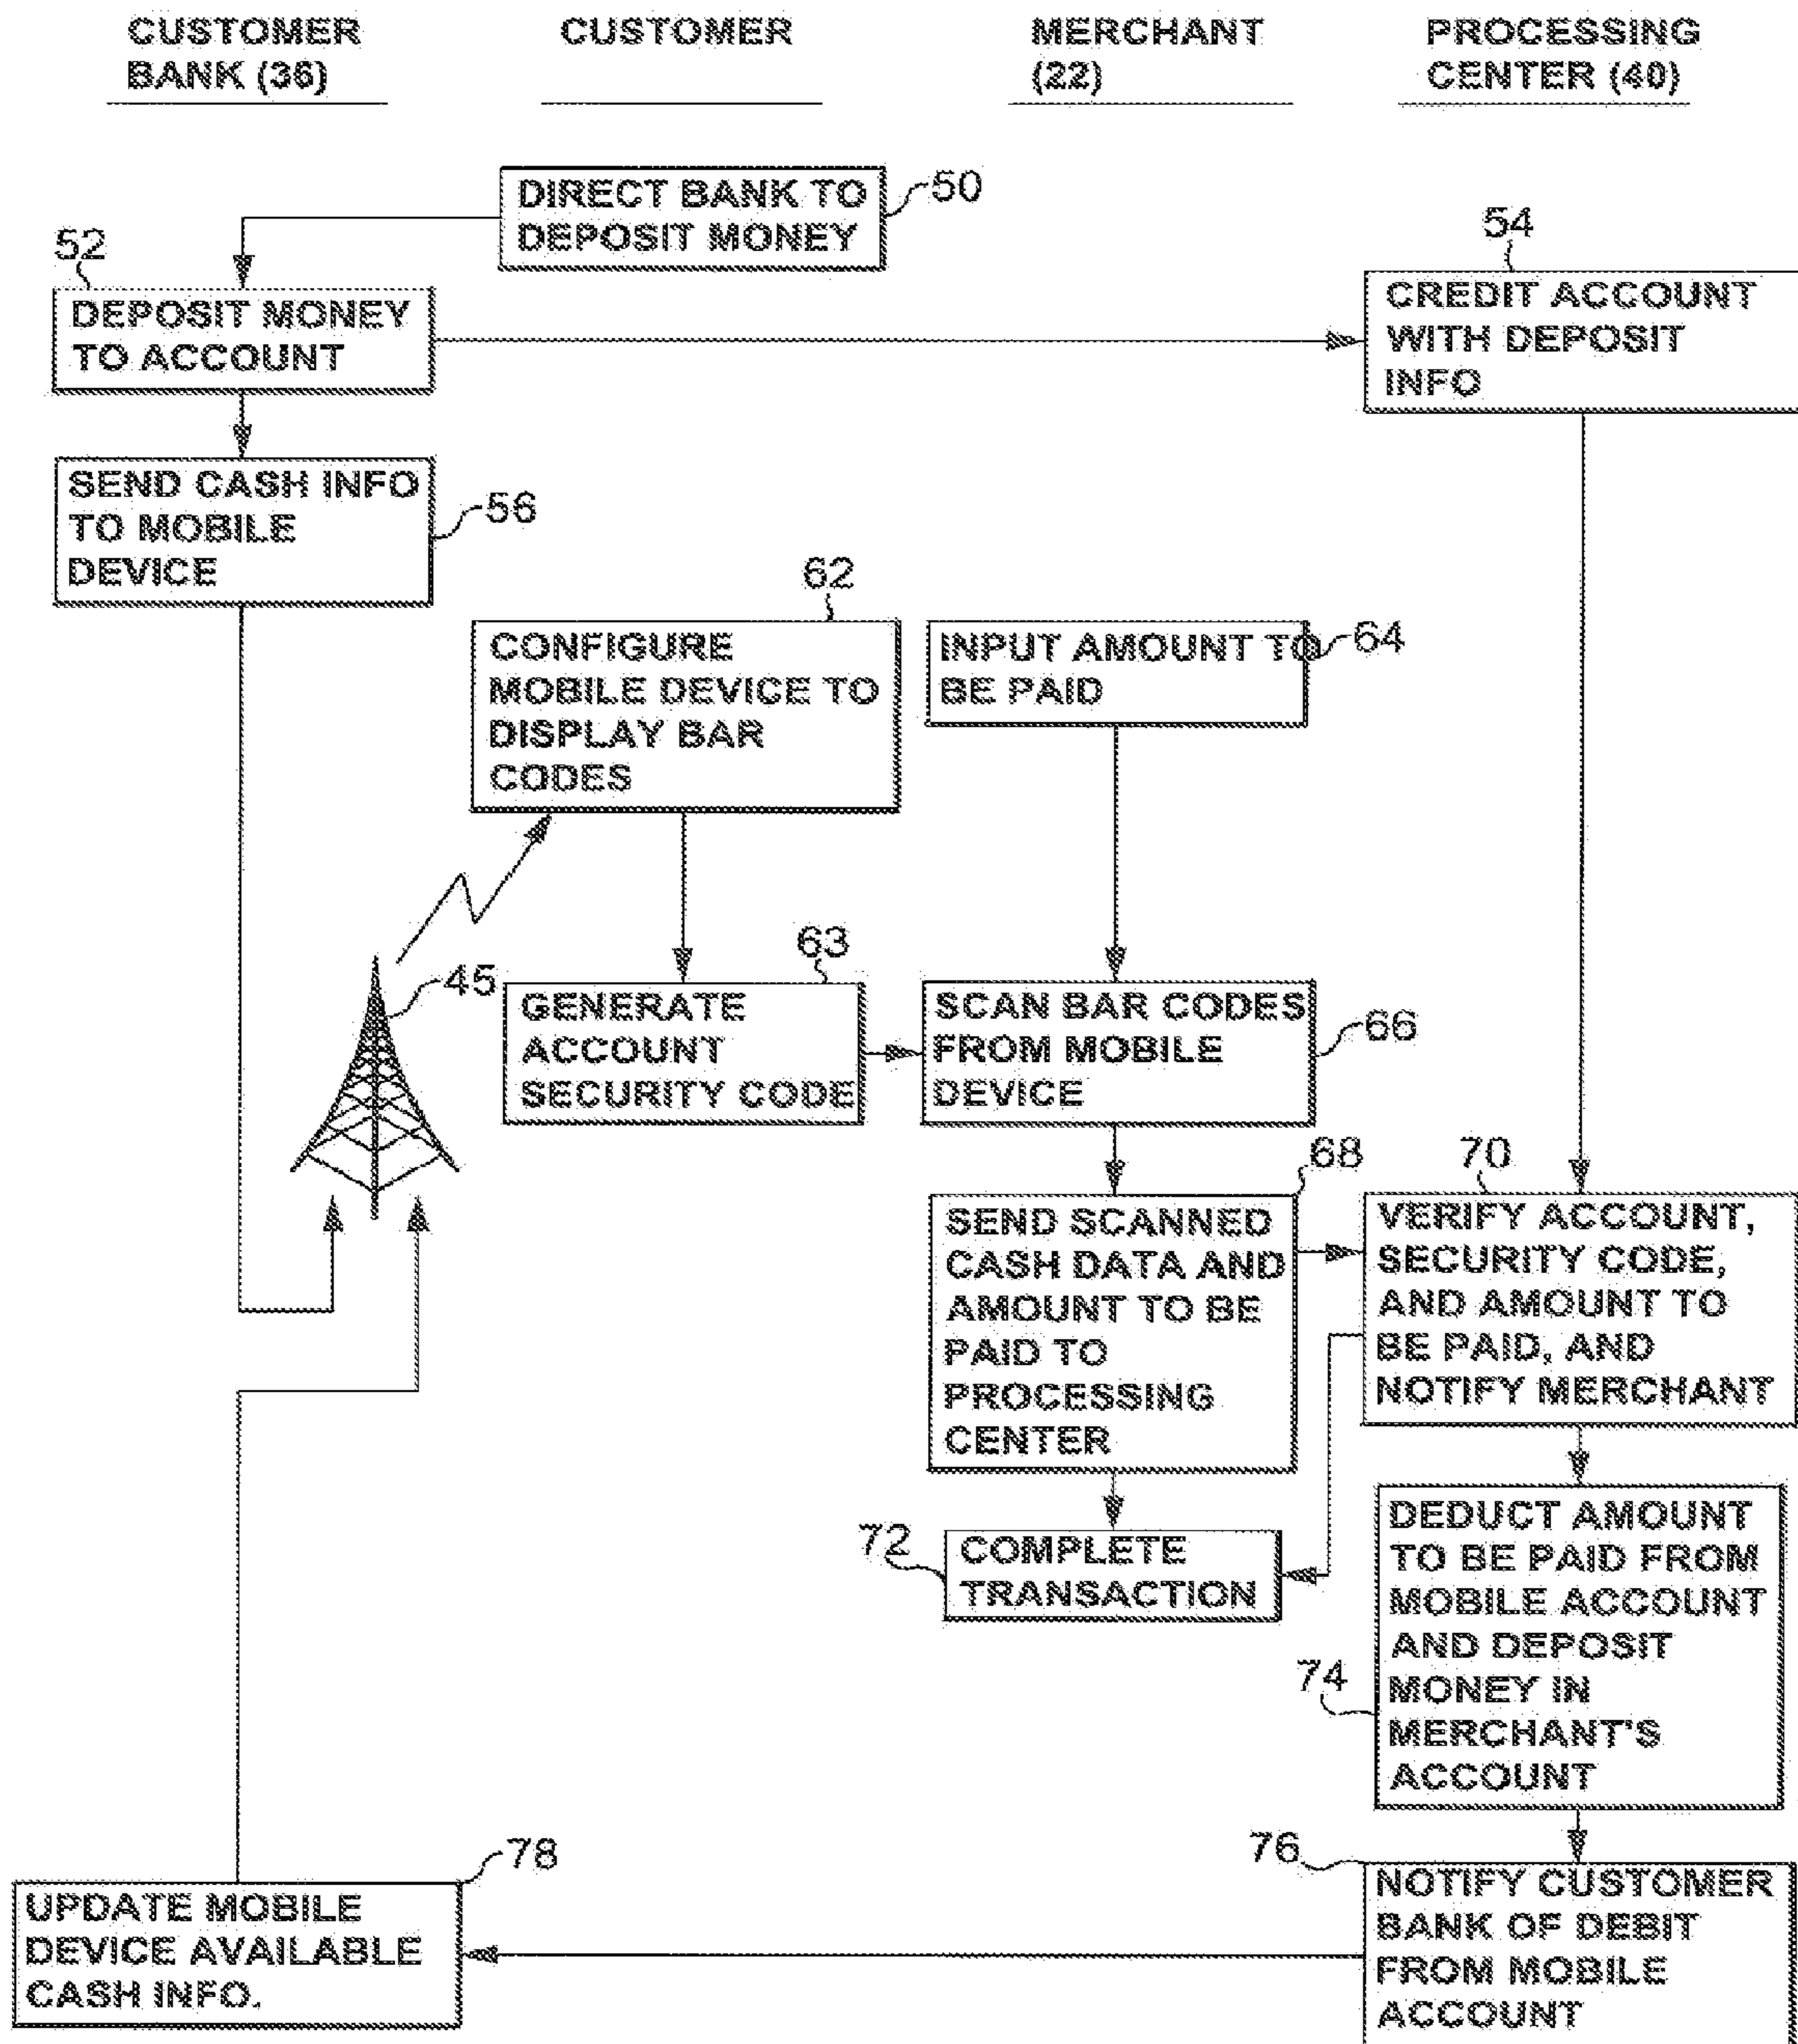 CUSTOMER
BANK (36)
CUSTOMER
MERCHANT
(22)
PROCESSING
CENTER (40)
DIRECT BANK TO
DEPOSIT MONEY
50
52
DEPOSIT MONEY
TO ACCOUNT
54
CREDIT ACCOUNT
WITH DEPOSIT
INFO
SEND CASH INFO
TO MOBILE
DEVICE
56
62
CONFIGURE
MOBILE DEVICE TO
DISPLAY BAR
CODES
INPUT AMOUNT TO
BE PAID
64
45
63
GENERATE
ACCOUNT
SECURITY CODE
SCAN BAR CODES
FROM MOBILE
DEVICE
66
68
SEND SCANNED
CASH DATA AND
AMOUNT TO BE
PAID TO
PROCESSING
CENTER
70
VERIFY ACCOUNT,
SECURITY CODE,
AND AMOUNT TO
BE PAID, AND
NOTIFY MERCHANT
72
COMPLETE
TRANSACTION
DEDUCT AMOUNT
TO BE PAID FROM
MOBILE ACCOUNT
AND DEPOSIT
MONEY IN
MERCHANT'S
ACCOUNT
74
76
NOTIFY CUSTOMER
BANK OF DEBIT
FROM MOBILE
ACCOUNT
78
UPDATE MOBILE
DEVICE AVAILABLE
CASH INFO.